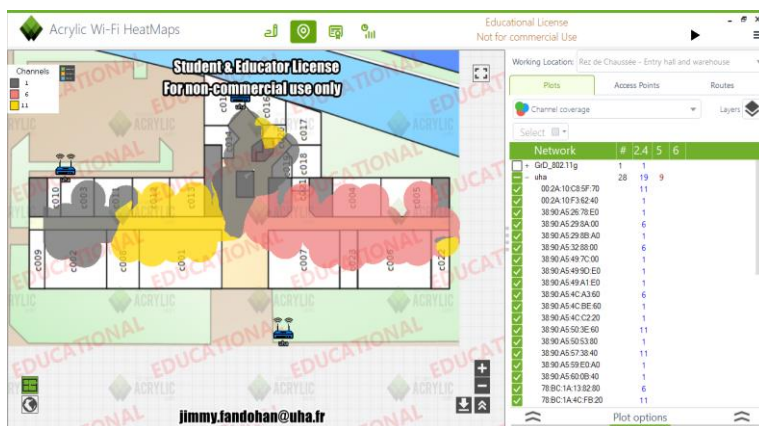 Acrylic Wi-Fi HeatMaps
Educational License
Not for commercial Use
Working Location: Rez de Chaussée - Entry hall and warehouse
Plots Access Points Routes
Channel coverage Layers
Select
Network # 2.4 5 6
+ GrD_802.11g 1 1
- uha 28 19 9
00:2A:10:C8:5F:70 11
00:2A:10:F3:62:40 1
38:90:A5:26:78:E0 1
38:90:A5:29:8A:00 6
38:90:A5:29:8B:A0 1
38:90:A5:32:88:00 6
38:90:A5:49:7C:00 1
38:90:A5:49:9D:E0 1
38:90:A5:49:A1:E0 1
38:90:A5:4C:A3:60 6
38:90:A5:4C:BE:60 1
38:90:A5:4C:C2:20 1
38:90:A5:50:3E:60 11
38:90:A5:50:53:80 1
38:90:A5:57:38:40 11
38:90:A5:59:E0:A0 1
38:90:A5:60:0B:40 1
78:BC:1A:13:82:80 6
78:BC:1A:4C:FB:20 11
Plot options
Channels
1
6
11
Student & Educator License
For non-commercial use only
c016
c014
c017
c018
c010
c003
c004
c005
c009
c002
c008
c001
c007
c006
c022
EDUCATIONAL
ACRYLIC
jimmy.fandohan@uha.fr